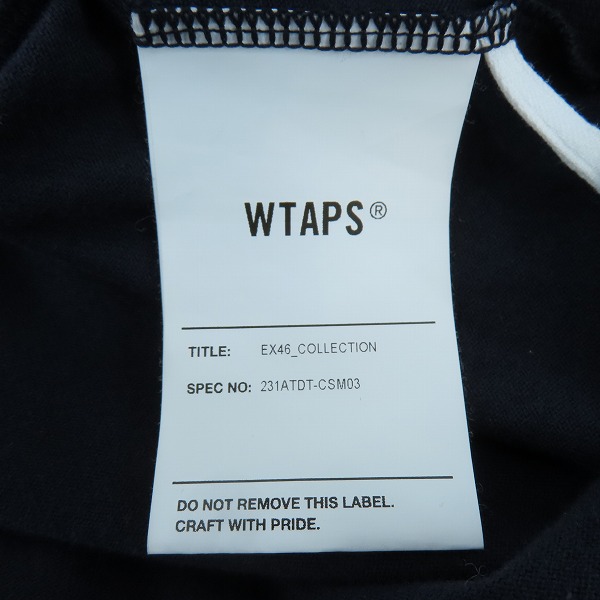 WTAPS®
TITLE: EX46_COLLECTION
SPEC NO: 231ATDT-CSM03
DO NOT REMOVE THIS LABEL.
CRAFT WITH PRIDE.